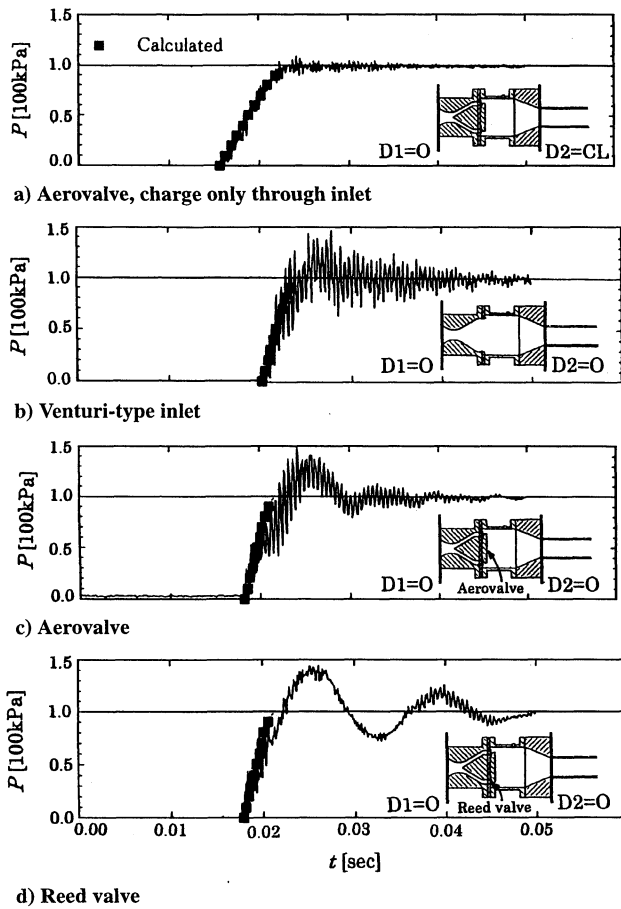 1.5
1.0
0.5
0.0
P [100kPa]
■ Calculated
D1=O D2=CL
a) Aerovalve, charge only through inlet
1.5
1.0
0.5
0.0
P [100kPa]
D1=O D2=O
b) Venturi-type inlet
1.5
1.0
0.5
0.0
P [100kPa]
D1=O Aerovalve D2=O
c) Aerovalve
1.5
1.0
0.5
0
P [100kPa]
D1=O Reed valve D2=O
0.00 0.01 0.02 0.03 0.04 0.05
t [sec]
d) Reed valve